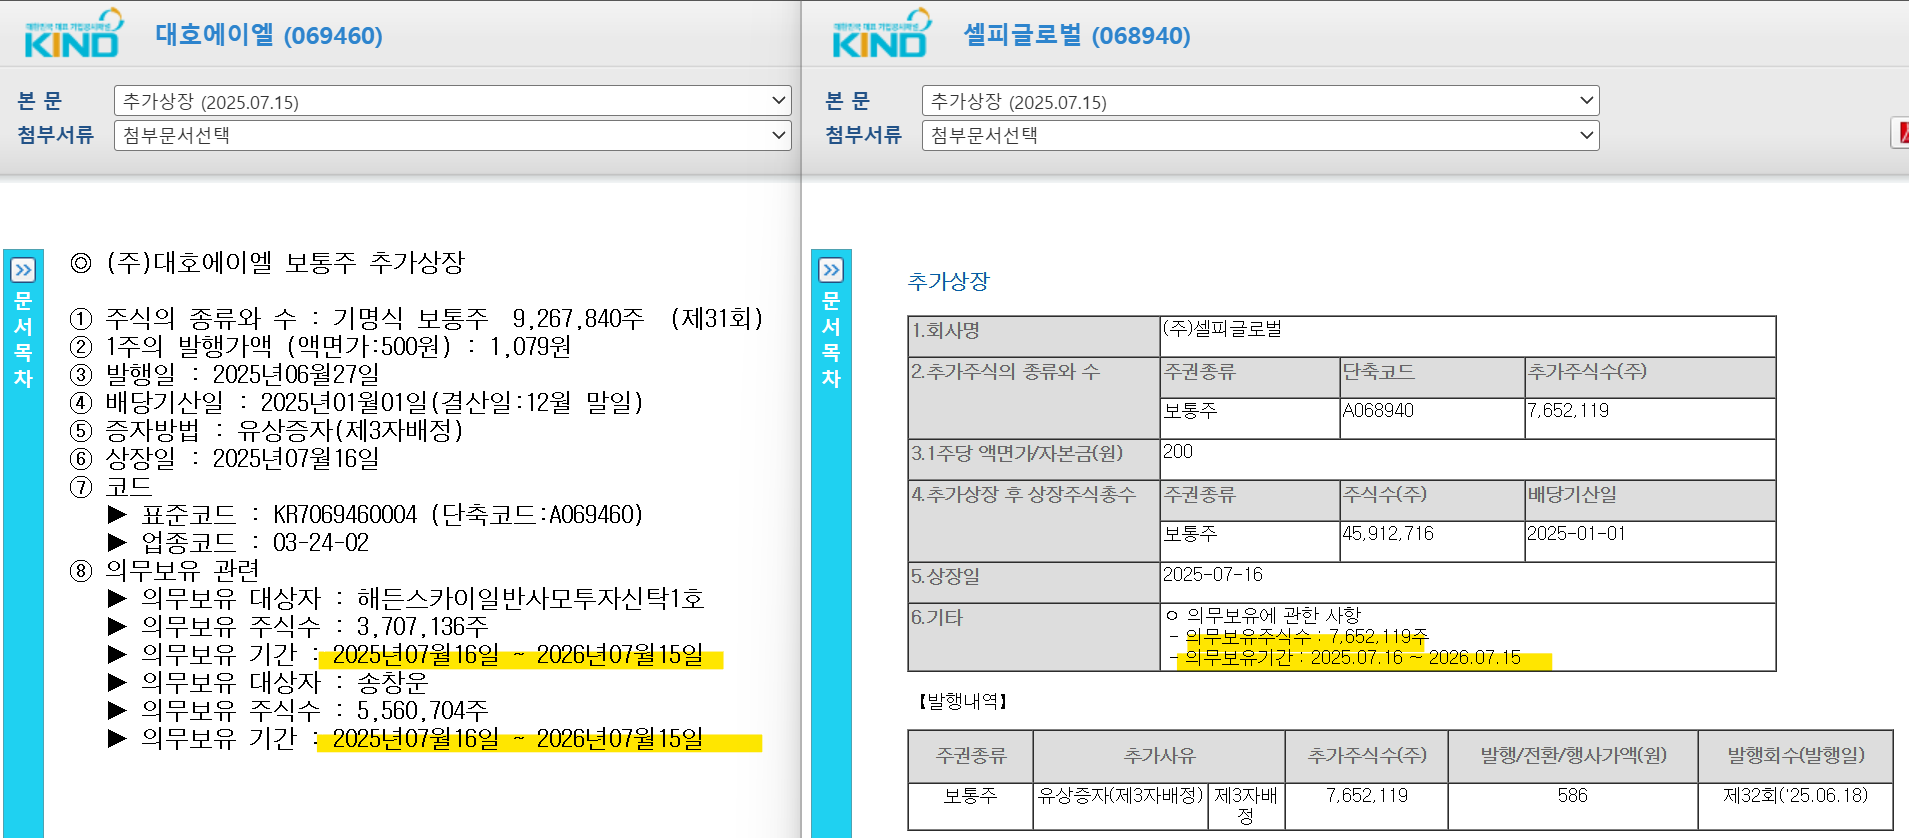 대한민국 대표 기업공시채널
KIND
대호에이엘 (069460)
본 문
추가상장 (2025.07.15)
첨부서류
첨부문서선택
문서목차
◎ (주)대호에이엘 보통주 추가상장
① 주식의 종류와 수 : 기명식 보통주 9,267,840주 (제31회)
② 1주의 발행가액 (액면가:500원) : 1,079원
③ 발행일 : 2025년06월27일
④ 배당기산일 : 2025년01월01일(결산일:12월 말일)
⑤ 증자방법 : 유상증자(제3자배정)
⑥ 상장일 : 2025년07월16일
⑦ 코드
▶ 표준코드 : KR7069460004 (단축코드:A069460)
▶ 업종코드 : 03-24-02
⑧ 의무보유 관련
▶ 의무보유 대상자 : 해든스카이일반사모투자신탁1호
▶ 의무보유 주식수 : 3,707,136주
▶ 의무보유 기간 : 2025년07월16일 ~ 2026년07월15일
▶ 의무보유 대상자 : 송창운
▶ 의무보유 주식수 : 5,560,704주
▶ 의무보유 기간 : 2025년07월16일 ~ 2026년07월15일
대한민국 대표 기업공시채널
KIND
셀피글로벌 (068940)
본 문
추가상장 (2025.07.15)
첨부서류
첨부문서선택
문서목차
추가상장
1.회사명 (주)셀피글로벌
2.추가주식의 종류와 수 주권종류 단축코드 추가주식수(주)
보통주 A068940 7,652,119
3.1주당 액면가/자본금(원) 200
4.추가상장 후 상장주식총수 주권종류 주식수(주) 배당기산일
보통주 45,912,716 2025-01-01
5.상장일 2025-07-16
6.기타 ㅇ 의무보유에 관한 사항
- 의무보유주식수 : 7,652,119주
- 의무보유기간 : 2025.07.16 ~ 2026.07.15
【발행내역】
주권종류 추가사유 추가주식수(주) 발행/전환/행사가액(원) 발행회수(발행일)
보통주 유상증자(제3자배정) 제3자배정 7,652,119 586 제32회('25.06.18)